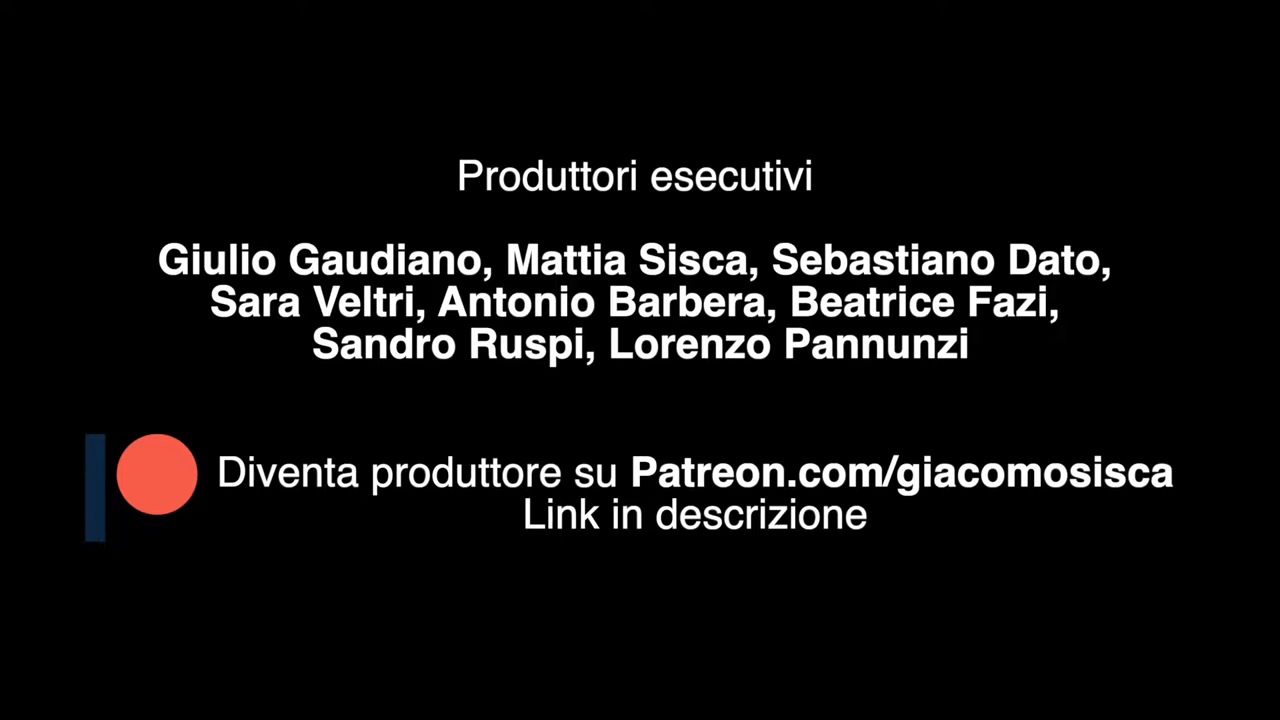 Produttori esecutivi
Giulio Gaudiano, Mattia Sisca, Sebastiano Dato,
Sara Veltri, Antonio Barbera, Beatrice Fazi,
Sandro Ruspi, Lorenzo Pannunzi
Diventa produttore su Patreon.com/giacomosisca
Link in descrizione